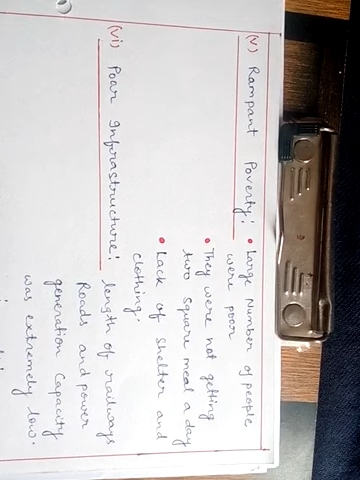 (v) Rampant Poverty: • Large Number of people
were poor
• They were not getting
two square meal a day
• Lack of Shelter and
clothing.
(vi) Poor Infrastructure: length of railways
Roads and power
generation Capacity
was extremely low.